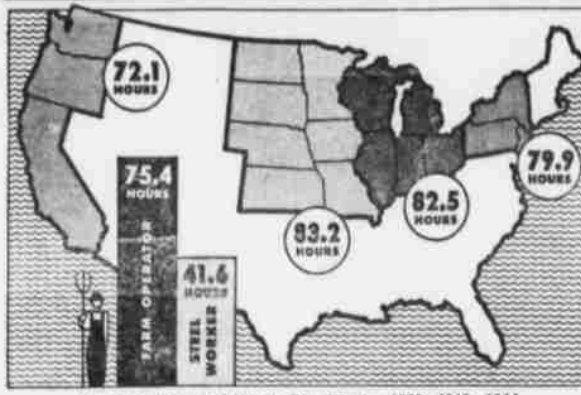 72.1
HOURS
75.4
HOURS
FARM OPERATOR
41.6
HOURS
STEEL
WORKER
83.2
HOURS
82.5
HOURS
79.9
HOURS